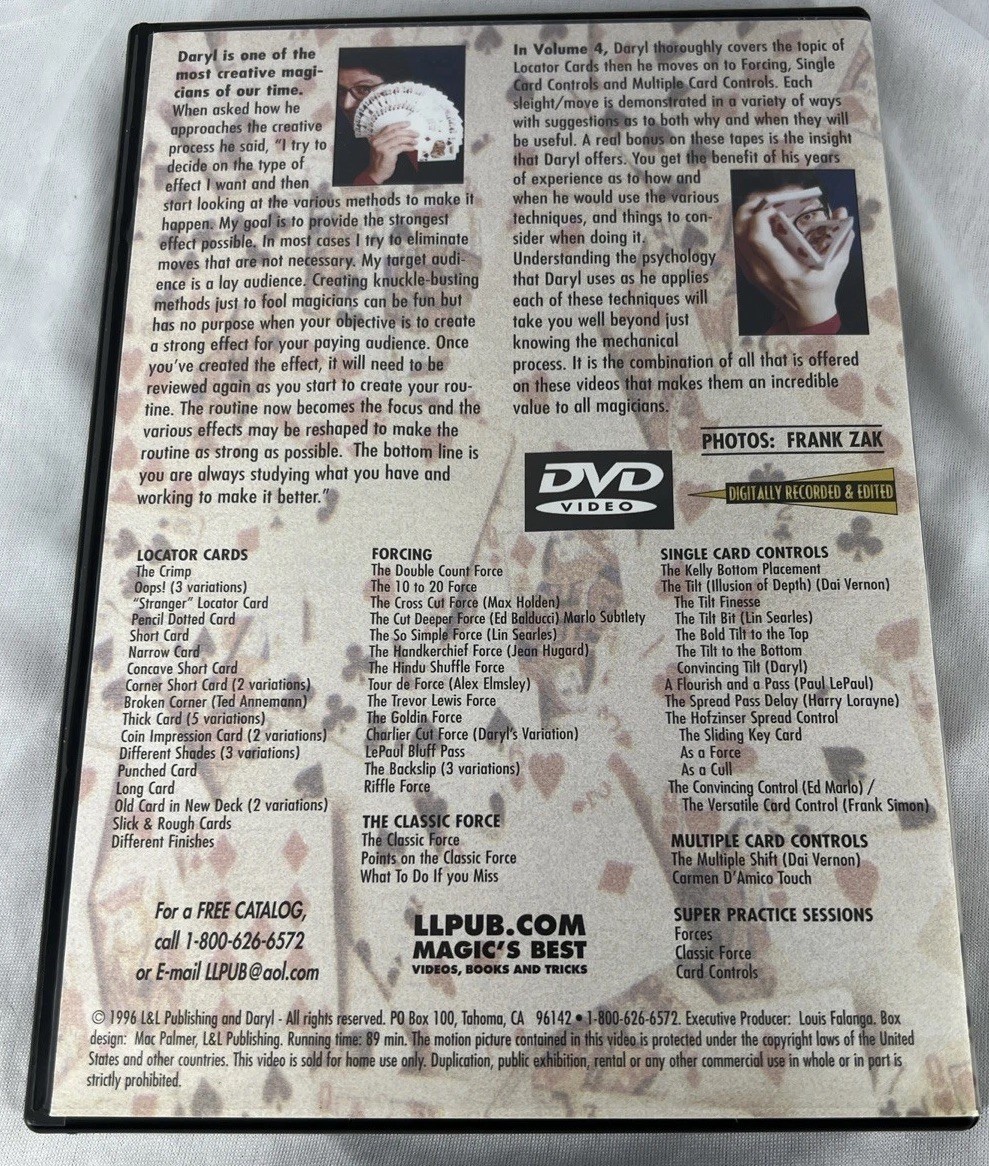 Daryl is one of the
most creative magi-
cians of our time.
When asked how he
approaches the creative
process he said, "I try to
decide on the type of
effect I want and then
start looking at the various methods to make it
happen. My goal is to provide the strongest
effect possible. In most cases I try to eliminate
moves that are not necessary. My target audi-
ence is a lay audience. Creating knuckle-busting
methods just to fool magicians can be fun but
has no purpose when your objective is to create
a strong effect for your paying audience. Once
you've created the effect, it will need to be
reviewed again as you start to create your rou-
tine. The routine now becomes the focus and the
various effects may be reshaped to make the
routine as strong as possible. The bottom line is
you are always studying what you have and
working to make it better."
In Volume 4, Daryl thoroughly covers the topic of
Locator Cards then he moves on to Forcing, Single
Card Controls and Multiple Card Controls. Each
sleight/move is demonstrated in a variety of ways
with suggestions as to both why and when they will
be useful. A real bonus on these tapes is the insight
that Daryl offers. You get the benefit of his years
of experience as to how and
when he would use the various
techniques, and things to con-
sider when doing it.
Understanding the psychology
that Daryl uses as he applies
each of these techniques will
take you well beyond just
knowing the mechanical
process. It is the combination of all that is offered
on these videos that makes them an incredible
value to all magicians.
PHOTOS: FRANK ZAK
DVD
VIDEO
DIGITALLY RECORDED & EDITED
LOCATOR CARDS
The Crimp
Oops! (3 variations)
"Stranger" Locator Card
Pencil Dotted Card
Short Card
Narrow Card
Concave Short Card
Corner Short Card (2 variations)
Broken Corner (Ted Annemann)
Thick Card (5 variations)
Coin Impression Card (2 variations)
Different Shades (3 variations)
Punched Card
Long Card
Old Card in New Deck (2 variations)
Slick & Rough Cards
Different Finishes
FORCING
The Double Count Force
The 10 to 20 Force
The Cross Cut Force (Max Holden)
The Cut Deeper Force (Ed Balducci) Marlo Subtlety
The So Simple Force (Lin Searles)
The Handkerchief Force (Jean Hugard)
The Hindu Shuffle Force
Tour de Force (Alex Elmsley)
The Trevor Lewis Force
The Goldin Force
Charlier Cut Force (Daryl's Variation)
LePaul Bluff Pass
The Backslip (3 variations)
Riffle Force
THE CLASSIC FORCE
The Classic Force
Points on the Classic Force
What To Do If you Miss
SINGLE CARD CONTROLS
The Kelly Bottom Placement
The Tilt (Illusion of Depth) (Dai Vernon)
The Tilt Finesse
The Tilt Bit (Lin Searles)
The Bold Tilt to the Top
The Tilt to the Bottom
Convincing Tilt (Daryl)
A Flourish and a Pass (Paul LePaul)
The Spread Pass Delay (Harry Lorayne)
The Hofzinser Spread Control
The Sliding Key Card
As a Force
As a Cull
The Convincing Control (Ed Marlo) /
The Versatile Card Control (Frank Simon)
MULTIPLE CARD CONTROLS
The Multiple Shift (Dai Vernon)
Carmen D'Amico Touch
SUPER PRACTICE SESSIONS
Forces
Classic Force
Card Controls
For a FREE CATALOG,
call 1-800-626-6572
or E-mail LLPUB@aol.com
LLPUB.COM
MAGIC'S BEST
VIDEOS, BOOKS AND TRICKS
© 1996 L&L Publishing and Daryl - All rights reserved. PO Box 100, Tahoma, CA 96142 • 1-800-626-6572. Executive Producer: Louis Falanga. Box
design: Mac Palmer, L&L Publishing. Running time: 89 min. The motion picture contained in this video is protected under the copyright laws of the United
States and other countries. This video is sold for home use only. Duplication, public exhibition, rental or any other commercial use in whole or in part is
strictly prohibited.